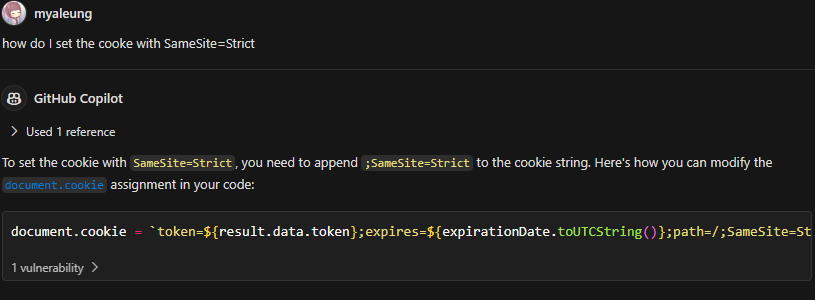 myaleung
how do I set the cooke with SameSite=Strict
GitHub Copilot
Used 1 reference
To set the cookie with SameSite=Strict, you need to append ;SameSite=Strict to the cookie string. Here's how you can modify the
document.cookie assignment in your code:
document.cookie = `token=${result.data.token};expires=${expirationDate.toUTCString()};path=/;SameSite=St
1 vulnerability